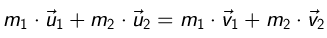 m₁ · u⃗₁ + m₂ · u⃗₂ = m₁ · v⃗₁ + m₂ · v⃗₂